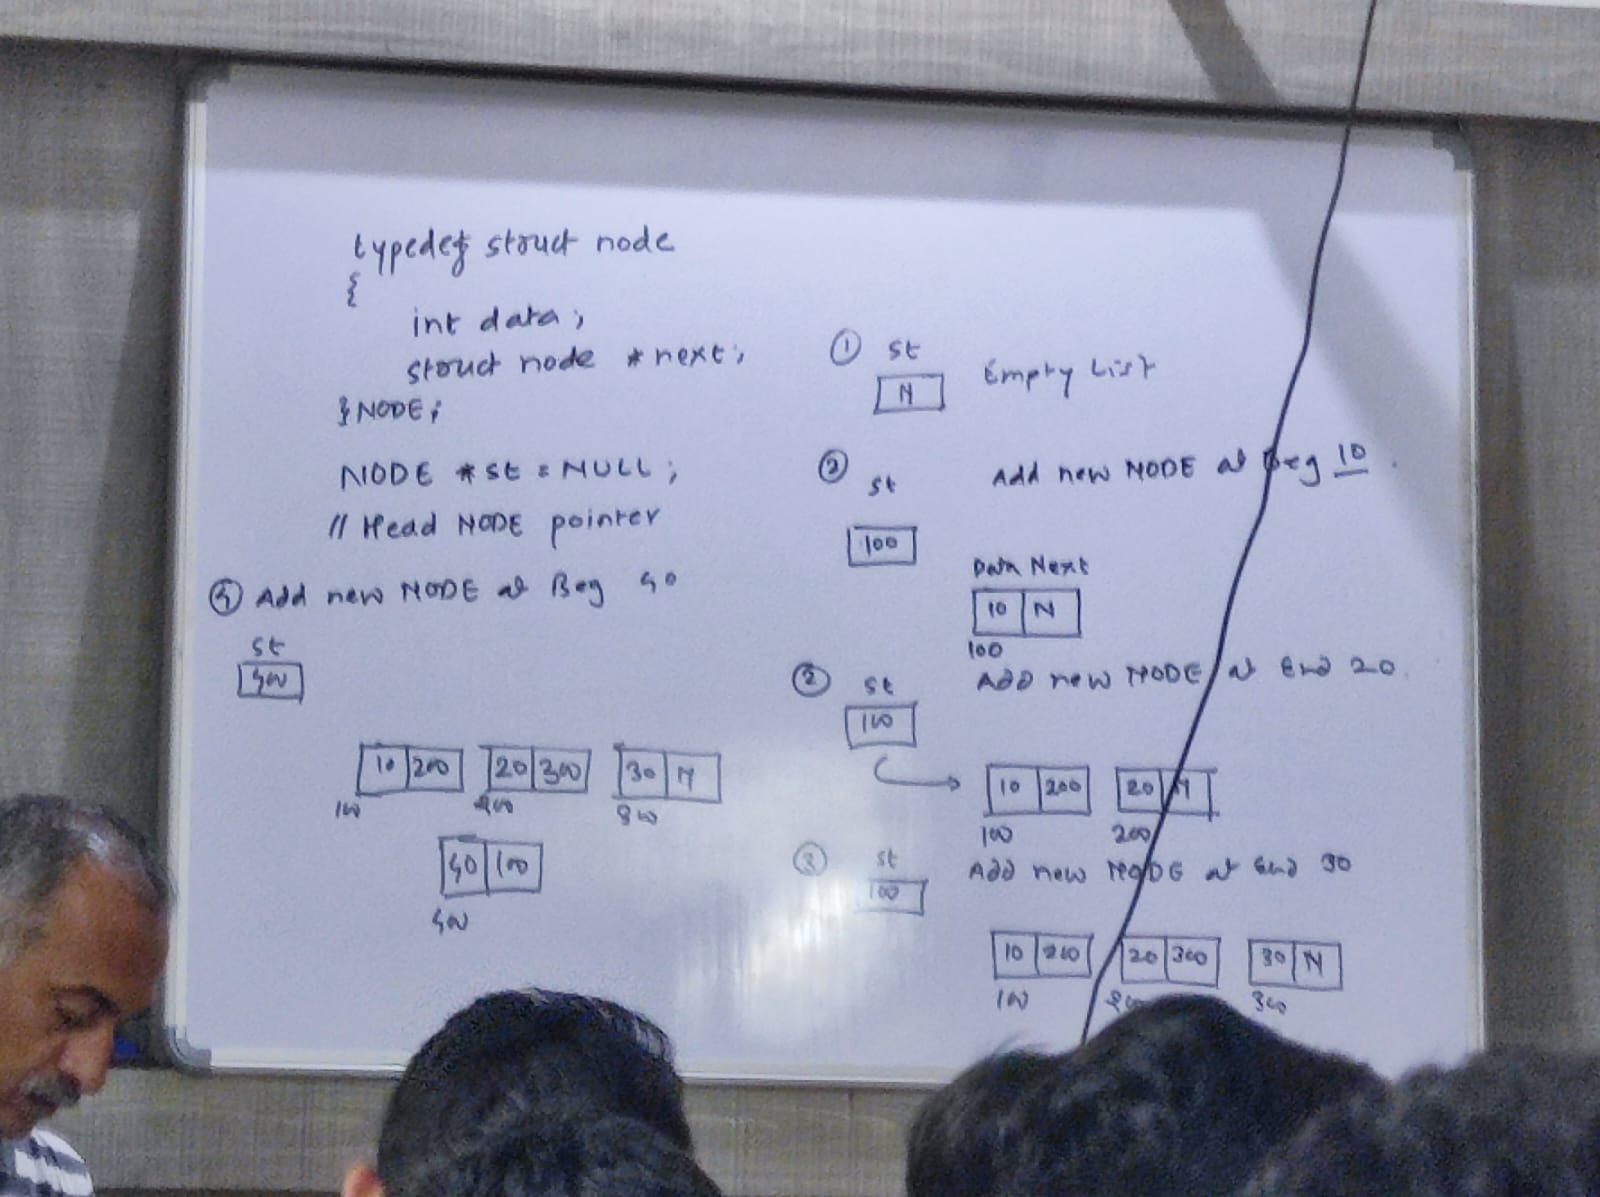 typedef struct node
{
int data;
struct node *next;
} NODE;
NODE *st = NULL;
// Head NODE pointer
④ Add new NODE at Beg 40
st
400
10 200 20 300 30 N
100 200 300
40 100
400
① st Empty List
N
② st Add new NODE at Beg 10
100
Data Next
10 N
100
② st Add new NODE at End 20.
100
10 200 20 N
100 200
③ st Add new NODE at End 30
100
10 200 20 300 30 N
100 200 300